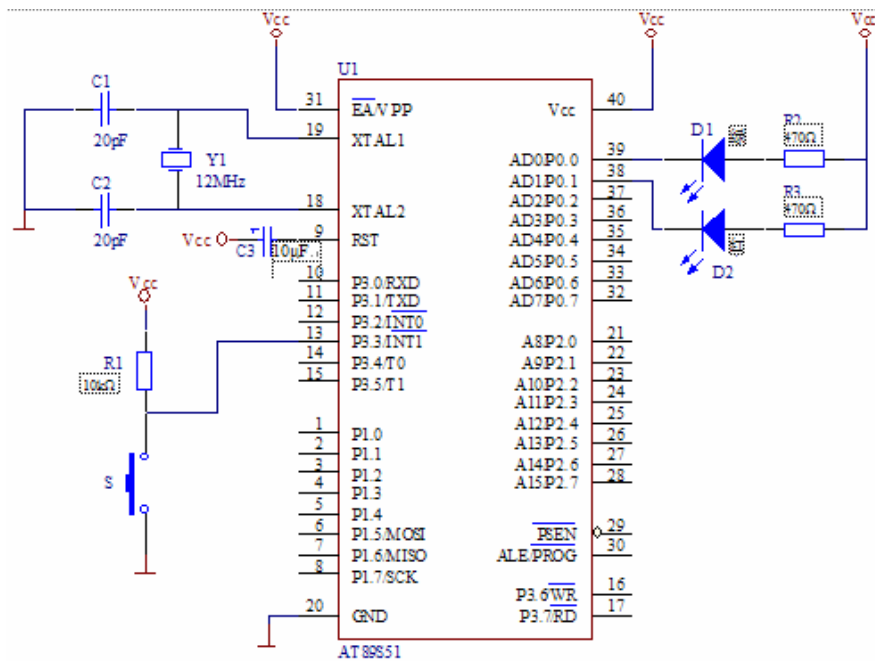 Vcc
Vcc
Vcc
U1
C1
20pF
Y1
12MHz
C2
20pF
Vcc
C3
1
10μF
Vcc
R1
10kΩ
S
31 EA/VPP
19 XTAL1
18 XTAL2
9 RST
10 P3.0/RXD
11 P3.1/TXD
12 P3.2/INT0
13 P3.3/INT1
14 P3.4/T0
15 P3.5/T1
1 P1.0
2 P1.1
3 P1.2
4 P1.3
5 P1.4
6 P1.5/MOSI
7 P1.6/MISO
8 P1.7/SCK
20 GND
Vcc 40
AD0P0.0 39
AD1P0.1 38
AD2P0.2 37
AD3P0.3 36
AD4P0.4 35
AD5P0.5 34
AD6P0.6 33
AD7P0.7 32
A8P2.0 21
A9P2.1 22
A10P2.2 23
A11P2.3 24
A12P2.4 25
A13P2.5 26
A14P2.6 27
A15P2.7 28
PSEN 29
ALE/PROG 30
P3.6WR 16
P3.7/RD 17
AT89S51
D1
R2
470Ω
R3
470Ω
D2